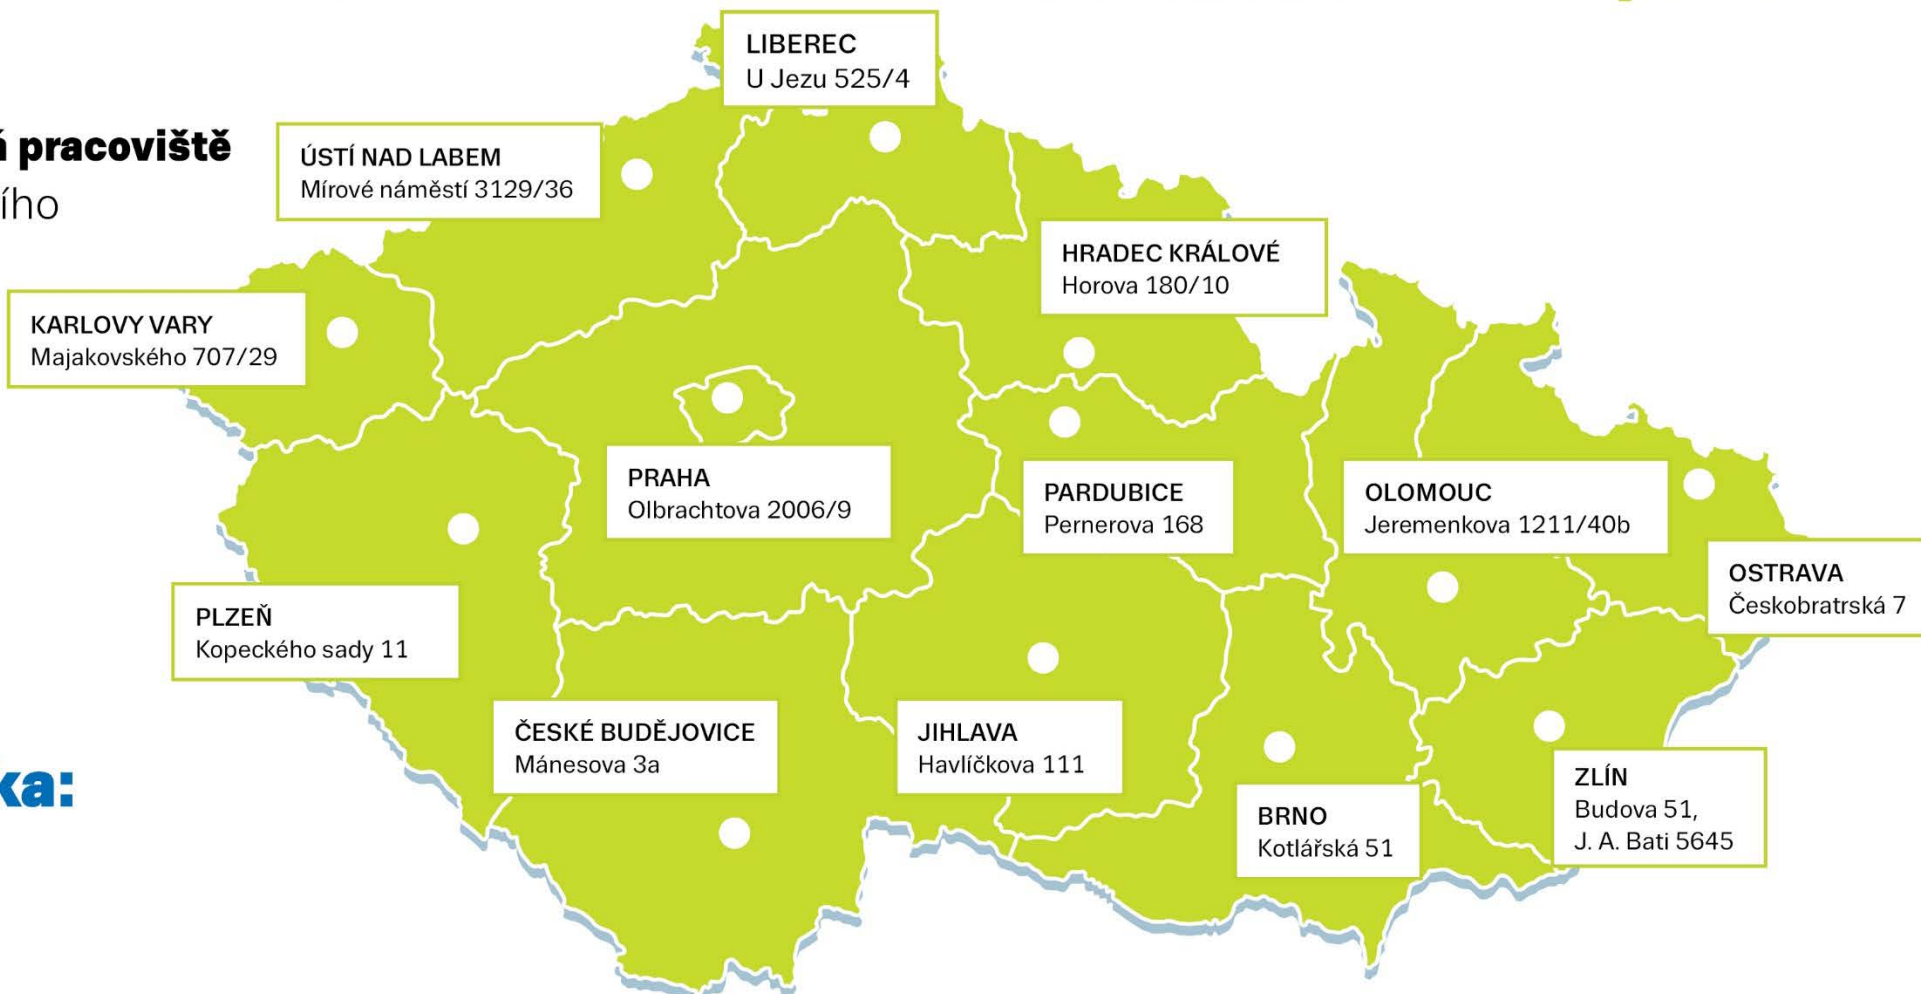 pracoviště
LIBEREC
U Jezu 525/4
ÚSTÍ NAD LABEM
Mírové náměstí 3129/36
HRADEC KRÁLOVÉ
Horova 180/10
KARLOVY VARY
Majakovského 707/29
PRAHA
Olbrachtova 2006/9
PARDUBICE
Pernerova 168
OLOMOUC
Jeremenkova 1211/40b
OSTRAVA
Českobratrská 7
PLZEŇ
Kopeckého sady 11
ČESKÉ BUDĚJOVICE
Mánesova 3a
JIHLAVA
Havlíčkova 111
BRNO
Kotlářská 51
ZLÍN
Budova 51,
J. A. Bati 5645